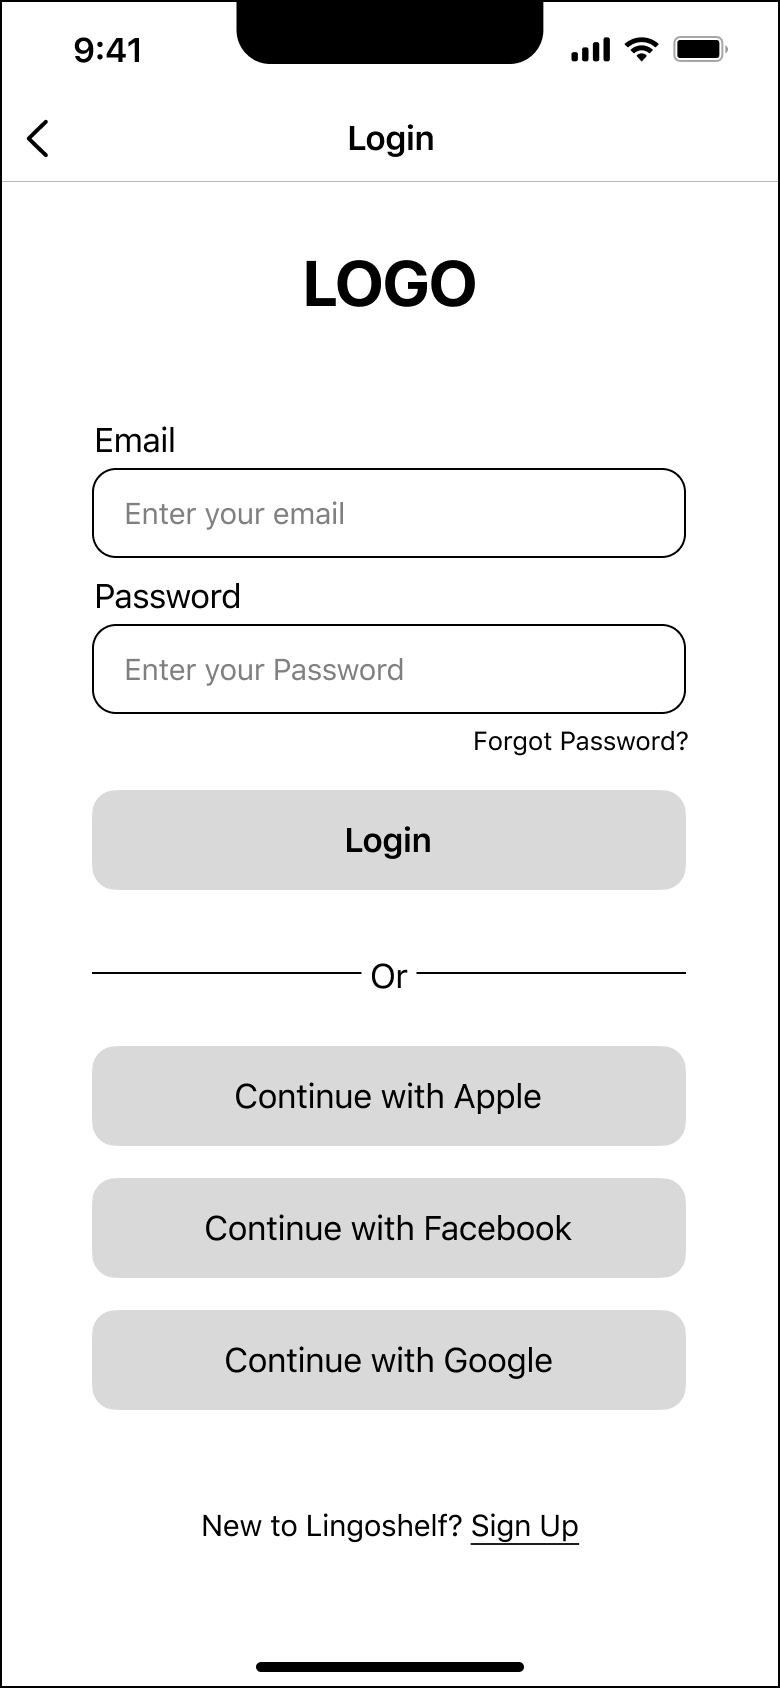 9:41
Login
LOGO
Email
Enter your email
Password
Enter your Password
Forgot Password?
Login
Or
Continue with Apple
Continue with Facebook
Continue with Google
New to Lingoshelf? Sign Up